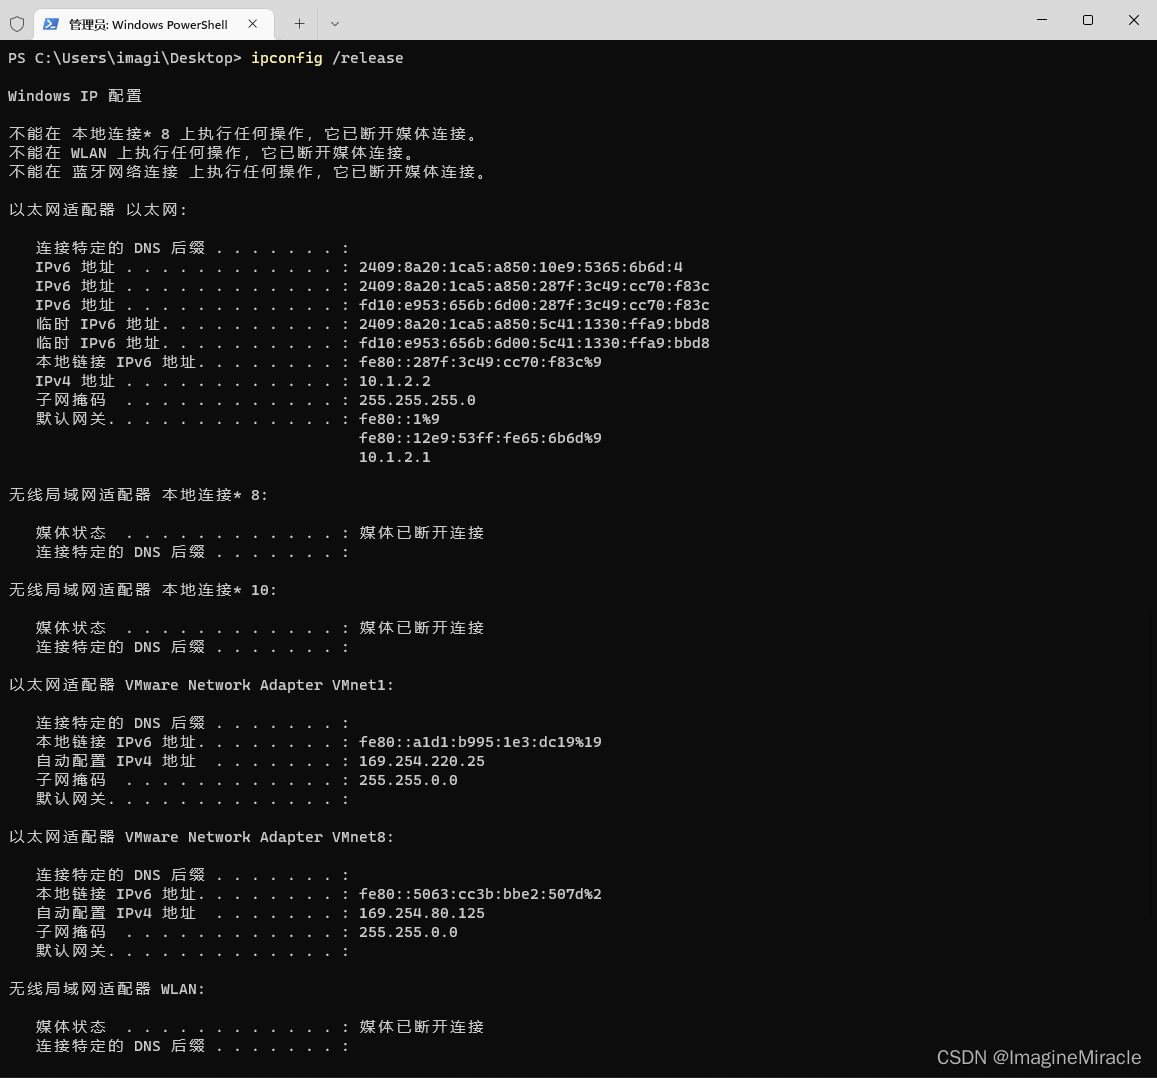 管理员: Windows PowerShell
PS C:\Users\imagi\Desktop> ipconfig /release
Windows IP 配置
不能在 本地连接* 8 上执行任何操作，它已断开媒体连接。
不能在 WLAN 上执行任何操作，它已断开媒体连接。
不能在 蓝牙网络连接 上执行任何操作，它已断开媒体连接。
以太网适配器 以太网:
连接特定的 DNS 后缀 . . . . . . . :
IPv6 地址 . . . . . . . . . . . . : 2409:8a20:1ca5:a850:10e9:5365:6b6d:4
IPv6 地址 . . . . . . . . . . . . : 2409:8a20:1ca5:a850:287f:3c49:cc70:f83c
IPv6 地址 . . . . . . . . . . . . : fd10:e953:656b:6d00:287f:3c49:cc70:f83c
临时 IPv6 地址. . . . . . . . . . : 2409:8a20:1ca5:a850:5c41:1330:ffa9:bbd8
临时 IPv6 地址. . . . . . . . . . : fd10:e953:656b:6d00:5c41:1330:ffa9:bbd8
本地链接 IPv6 地址. . . . . . . . : fe80::287f:3c49:cc70:f83c%9
IPv4 地址 . . . . . . . . . . . . : 10.1.2.2
子网掩码  . . . . . . . . . . . . : 255.255.255.0
默认网关. . . . . . . . . . . . . : fe80::1%9
fe80::12e9:53ff:fe65:6b6d%9
10.1.2.1
无线局域网适配器 本地连接* 8:
媒体状态  . . . . . . . . . . . . : 媒体已断开连接
连接特定的 DNS 后缀 . . . . . . . :
无线局域网适配器 本地连接* 10:
媒体状态  . . . . . . . . . . . . : 媒体已断开连接
连接特定的 DNS 后缀 . . . . . . . :
以太网适配器 VMware Network Adapter VMnet1:
连接特定的 DNS 后缀 . . . . . . . :
本地链接 IPv6 地址. . . . . . . . : fe80::a1d1:b995:1e3:dc19%19
自动配置 IPv4 地址  . . . . . . . : 169.254.220.25
子网掩码  . . . . . . . . . . . . : 255.255.0.0
默认网关. . . . . . . . . . . . . :
以太网适配器 VMware Network Adapter VMnet8:
连接特定的 DNS 后缀 . . . . . . . :
本地链接 IPv6 地址. . . . . . . . : fe80::5063:cc3b:bbe2:507d%2
自动配置 IPv4 地址  . . . . . . . : 169.254.80.125
子网掩码  . . . . . . . . . . . . : 255.255.0.0
默认网关. . . . . . . . . . . . . :
无线局域网适配器 WLAN:
媒体状态  . . . . . . . . . . . . : 媒体已断开连接
连接特定的 DNS 后缀 . . . . . . . :
CSDN @ImagineMiracle